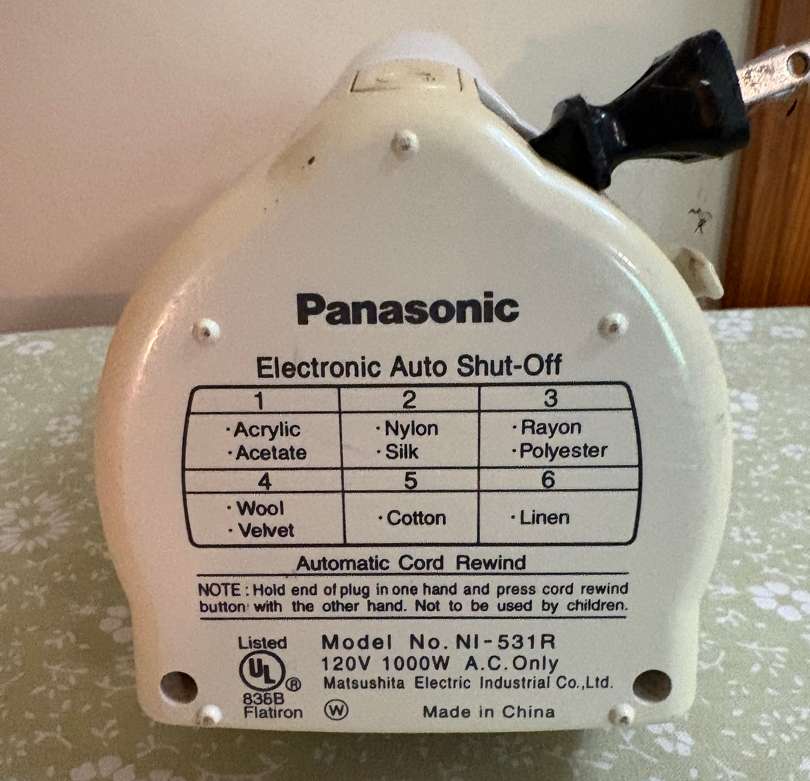 Panasonic
Electronic Auto Shut-Off
1 2 3
·Acrylic ·Nylon ·Rayon
·Acetate ·Silk ·Polyester
4 5 6
·Wool ·Cotton ·Linen
·Velvet
Automatic Cord Rewind
NOTE : Hold end of plug in one hand and press cord rewind
button with the other hand. Not to be used by children.
Listed Model No. NI-531R
UL ® 120V 1000W A.C. Only
Matsushita Electric Industrial Co., Ltd.
836B
Flatiron W Made in China